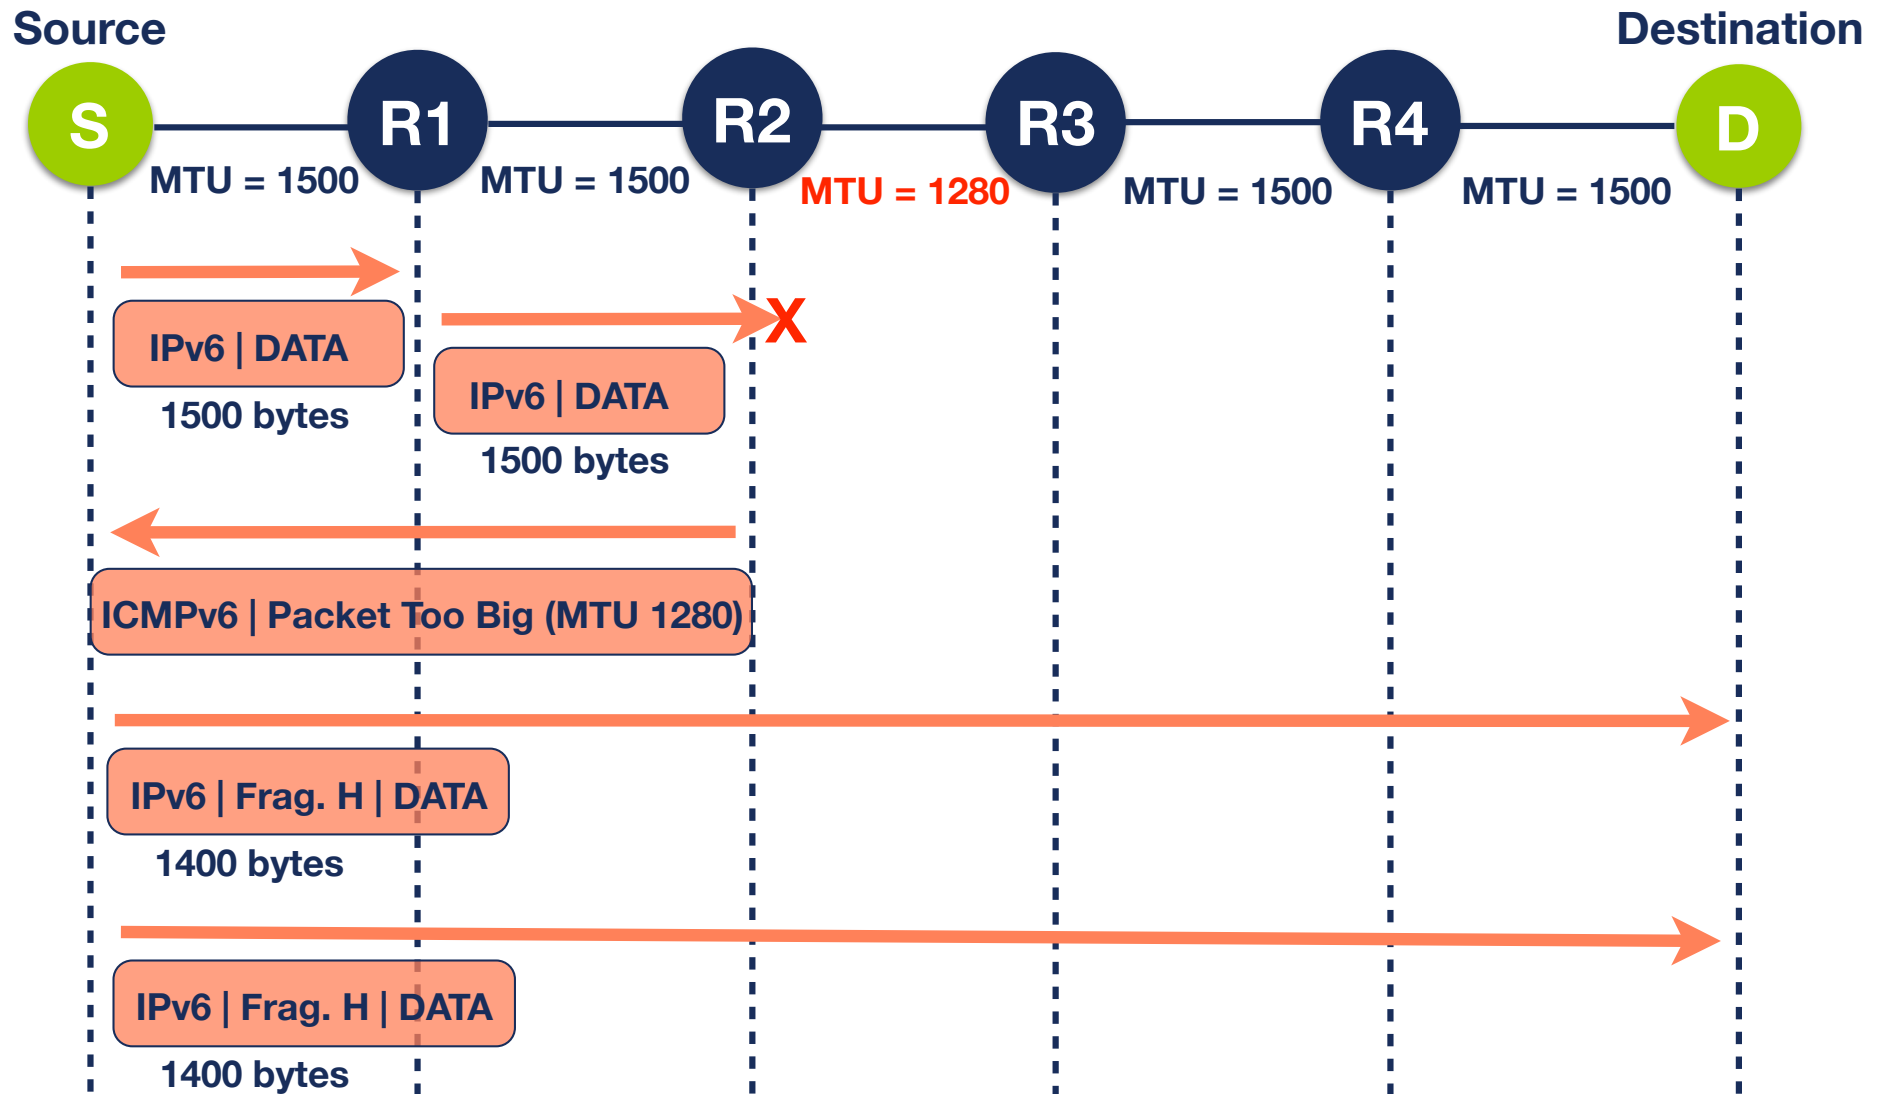 Source
Destination
S
R1
R2
R3
R4
D
MTU = 1500
MTU = 1500
MTU = 1280
MTU = 1500
MTU = 1500
X
IPv6 | DATA
1500 bytes
IPv6 | DATA
1500 bytes
ICMPv6 | Packet Too Big (MTU 1280)
IPv6 | Frag. H | DATA
1400 bytes
IPv6 | Frag. H | DATA
1400 bytes